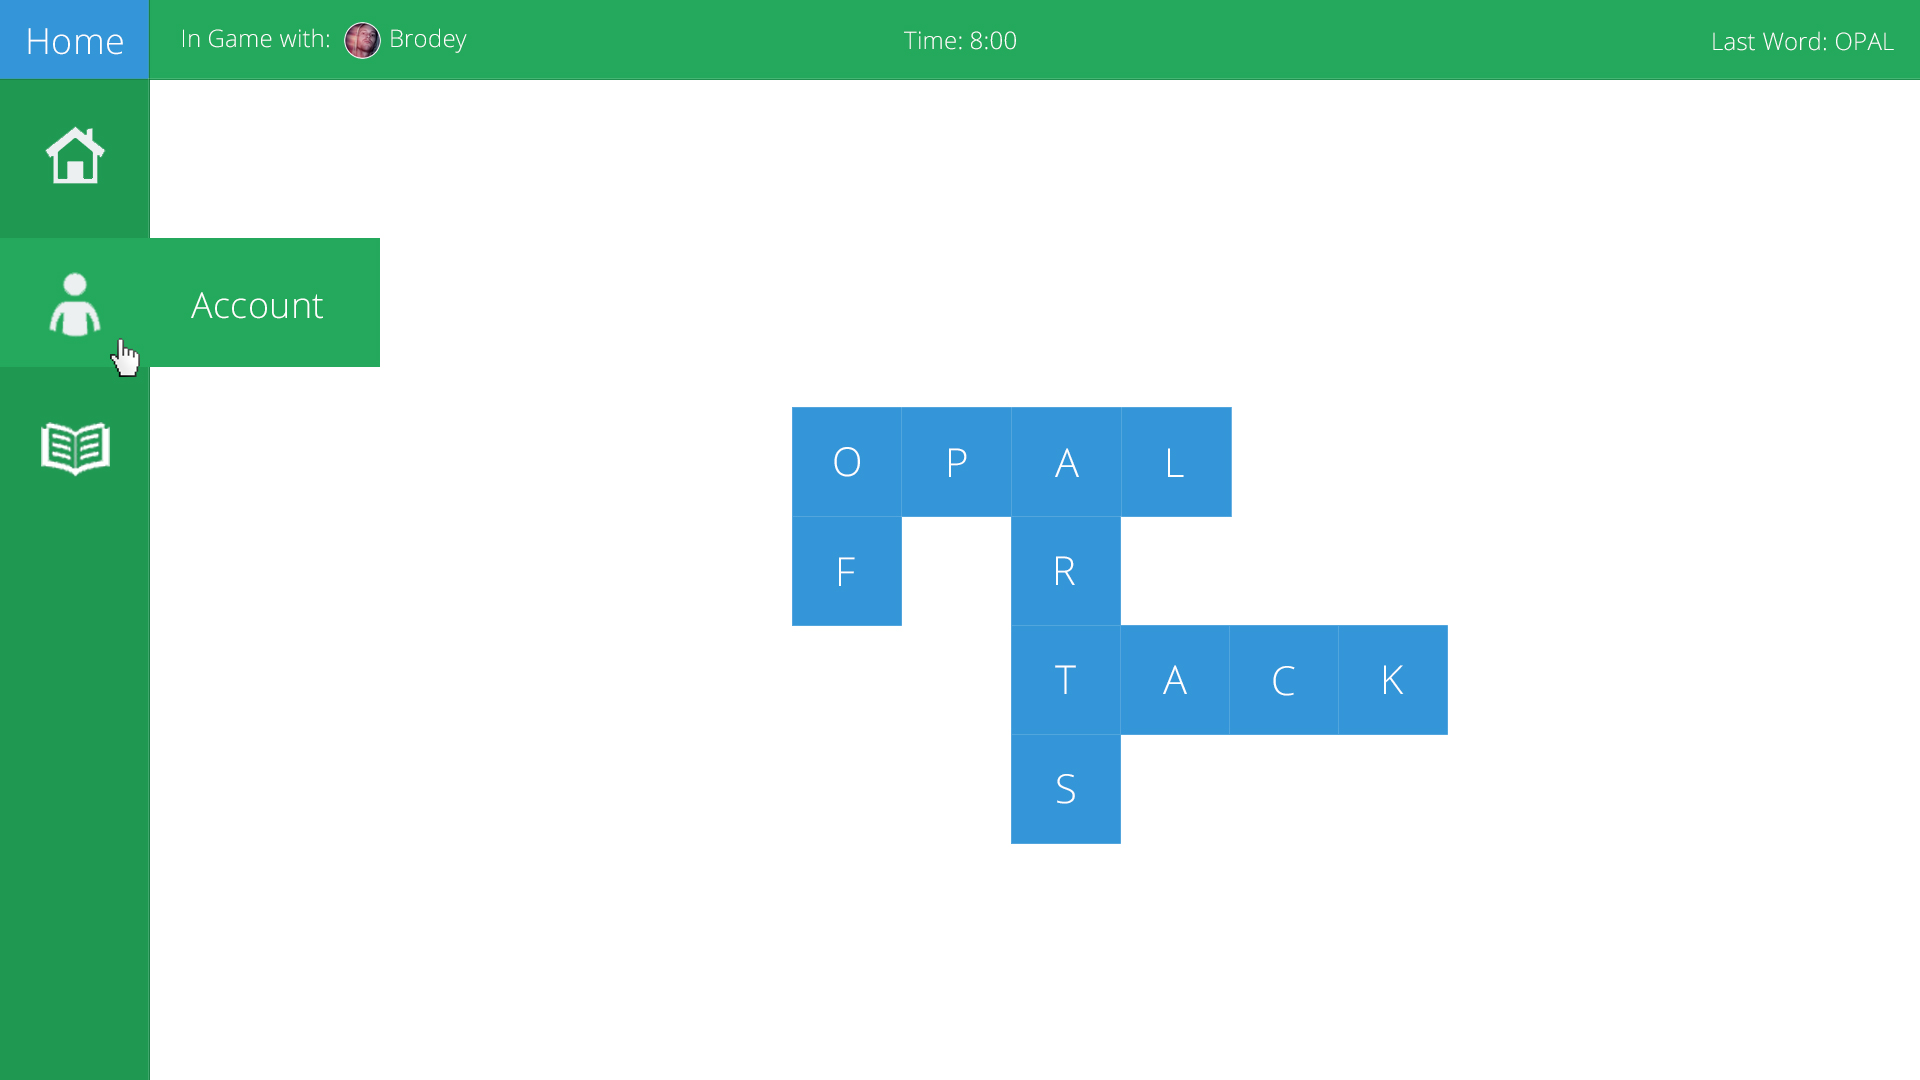 Home
In Game with: Brodey
Time: 8:00
Last Word: OPAL
Account
O P A L
F R
T A C K
S